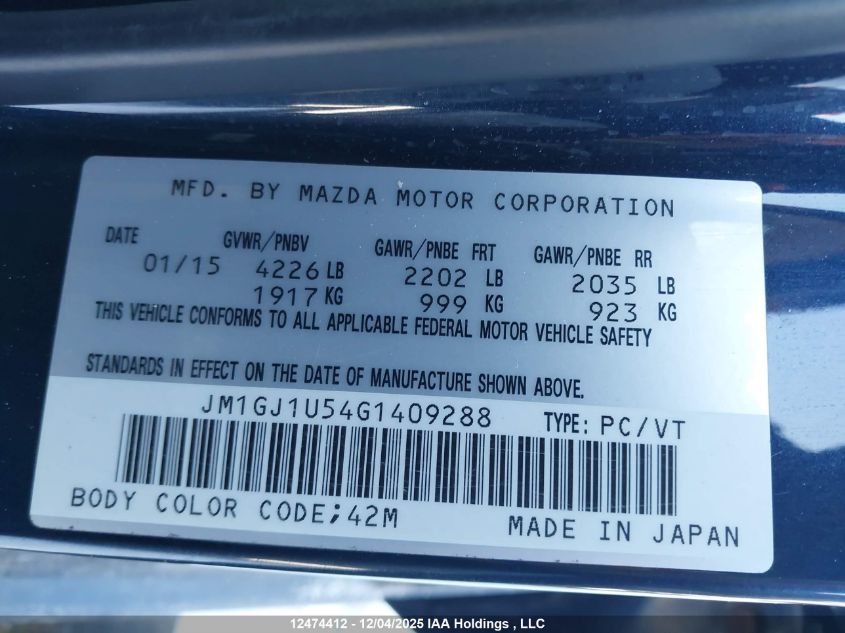 MFD. BY MAZDA MOTOR CORPORATION
DATE GVWR/PNBV GAWR/PNBE FRT GAWR/PNBE RR
01/15 4226 LB 2202 LB 2035 LB
1917 KG 999 KG 923 KG
THIS VEHICLE CONFORMS TO ALL APPLICABLE FEDERAL MOTOR VEHICLE SAFETY
STANDARDS IN EFFECT ON THE DATE OF MANUFACTURE SHOWN ABOVE.
JM1GJ1U54G1409288 TYPE: PC/VT
BODY COLOR CODE;42M
MADE IN JAPAN
12474412 - 12/04/2025 IAA Holdings , LLC